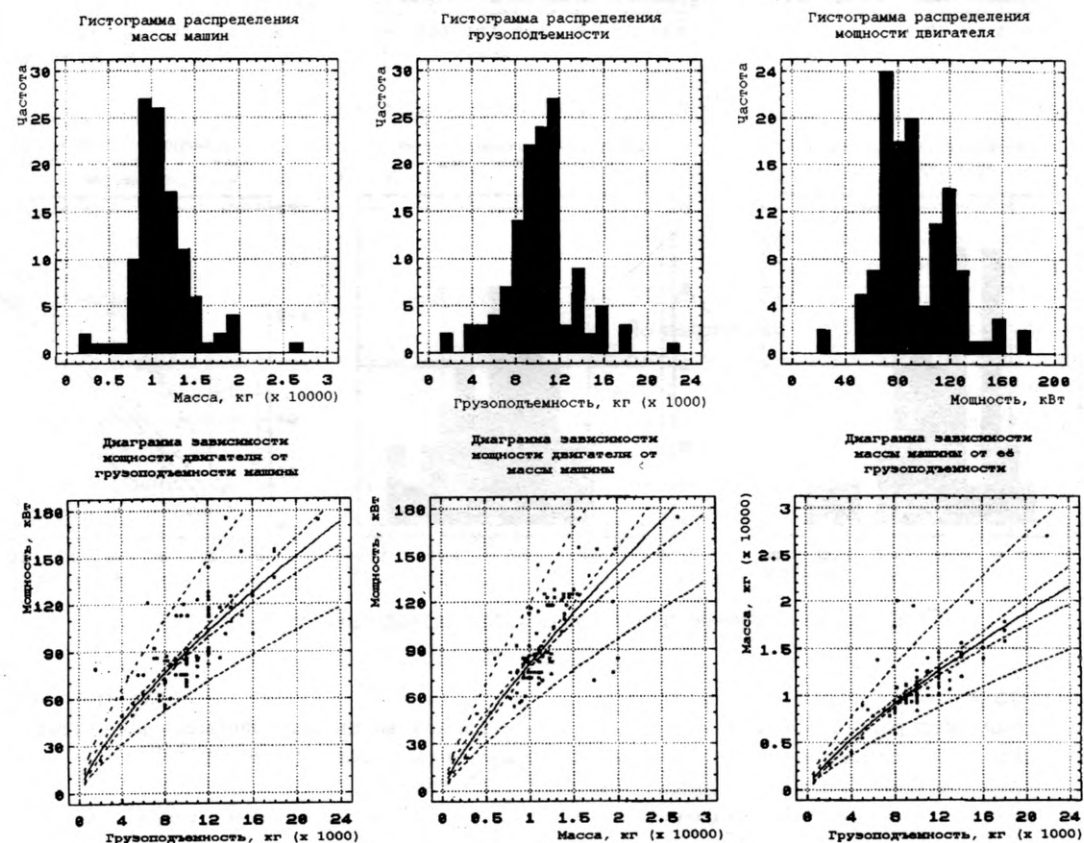 Гистограмма распределения
массы машин
Частота
30
25
20
15
10
5
0
0 0.5 1 1.5 2 2.5 3
Масса, кг (x 10000)
Гистограмма распределения
грузоподъемности
Частота
30
25
20
15
10
5
0
0 4 8 12 16 20 24
Грузоподъемность, кг (x 1000)
Гистограмма распределения
мощности двигателя
Частота
24
20
16
12
8
4
0
0 40 80 120 160 200
Мощность, кВт
Диаграмма зависимости
мощности двигателя от
грузоподъемности машины
Мощность, кВт
180
150
120
90
60
30
0
0 4 8 12 16 20 24
Грузоподъемность, кг (x 1000)
Диаграмма зависимости
мощности двигателя от
массы машины
Мощность, кВт
180
150
120
90
60
30
0
0 0.5 1 1.5 2 2.5 3
Масса, кг (x 10000)
Диаграмма зависимости
массы машины от её
грузоподъемности
Масса, кг (x 10000)
3
2.5
2
1.5
1
0.5
0
0 4 8 12 16 20 24
Грузоподъемность, кг (x 1000)